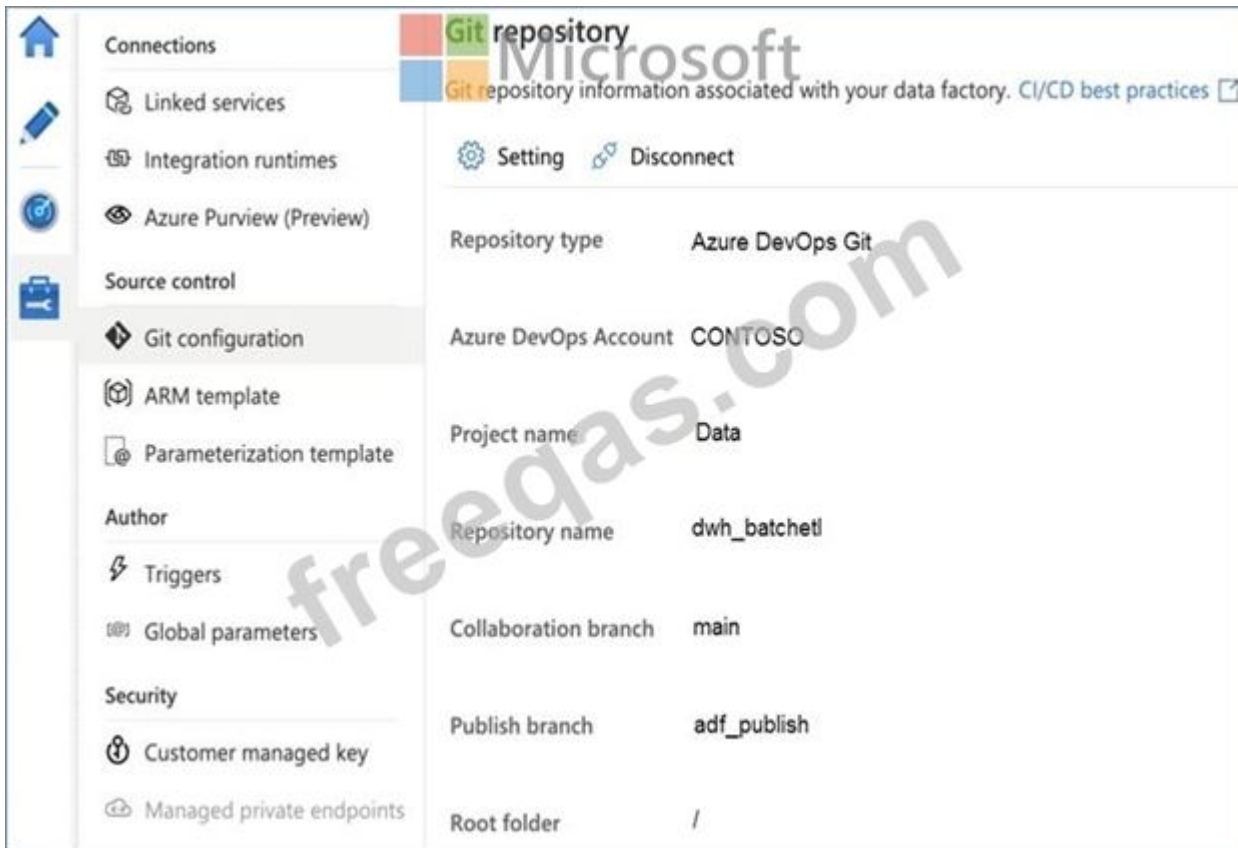 Connections
Linked services
Integration runtimes
Azure Purview (Preview)
Source control
Git configuration
ARM template
Parameterization template
Author
Triggers
Global parameters
Security
Customer managed key
Managed private endpoints
Git repository
Microsoft
Git repository information associated with your data factory. CI/CD best practices
Setting Disconnect
Repository type Azure DevOps Git
Azure DevOps Account CONTOSO
Project name Data
Repository name dwh_batchetl
Collaboration branch main
Publish branch adf_publish
Root folder /
freeqas.com